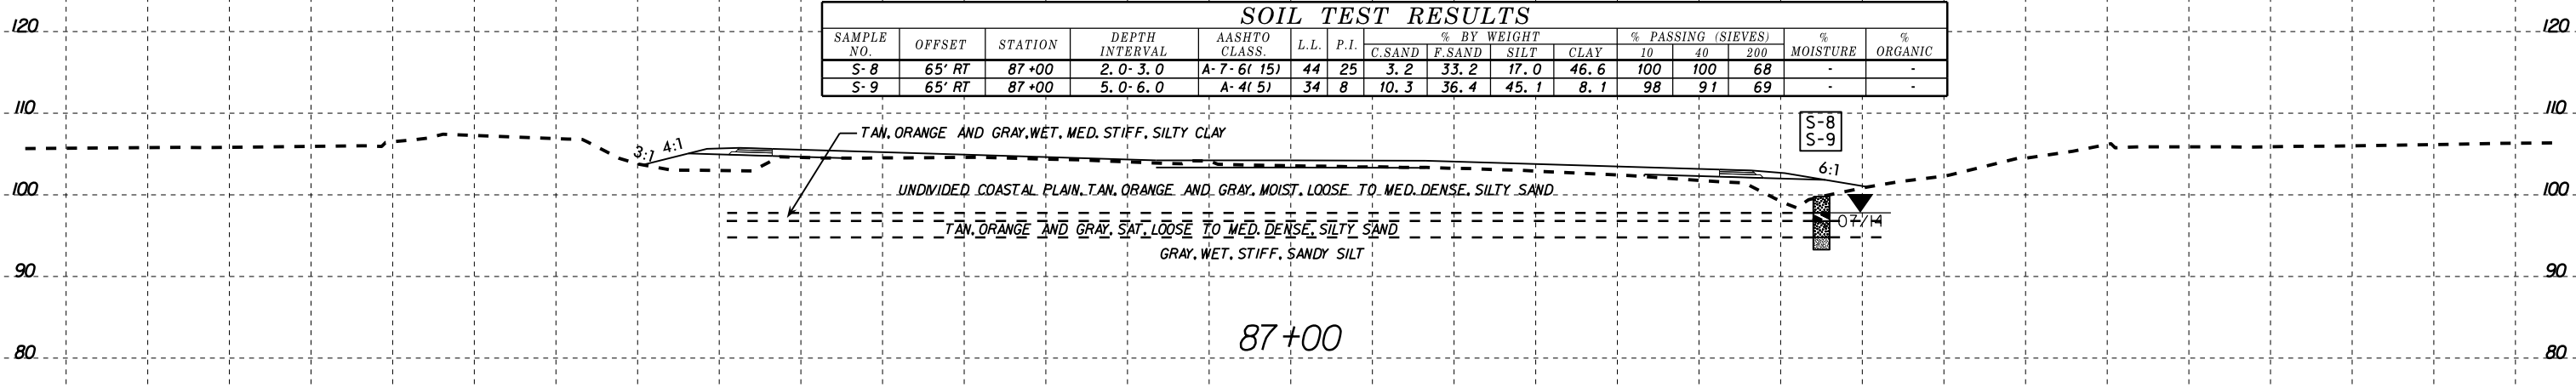 120 120
SOIL TEST RESULTS
SAMPLE NO. OFFSET STATION DEPTH INTERVAL AASHTO CLASS. L.L. P.I. % BY WEIGHT % PASSING (SIEVES) % MOISTURE % ORGANIC
C.SAND F.SAND SILT CLAY 10 40 200
S-8 65' RT 87+00 2.0-3.0 A-7-6(15) 44 25 3.2 33.2 17.0 46.6 100 100 68 - -
S-9 65' RT 87+00 5.0-6.0 A-4(5) 34 8 10.3 36.4 45.1 8.1 98 91 69 - -
110 110
S-8
S-9
TAN, ORANGE AND GRAY, WET, MED. STIFF, SILTY CLAY
3:1 4:1
6:1
100 100
UNDIVIDED COASTAL PLAIN, TAN, ORANGE AND GRAY, MOIST, LOOSE TO MED. DENSE, SILTY SAND
07/14
TAN, ORANGE AND GRAY, SAT, LOOSE TO MED. DENSE, SILTY SAND
GRAY, WET, STIFF, SANDY SILT
90 90
87+00
80 80